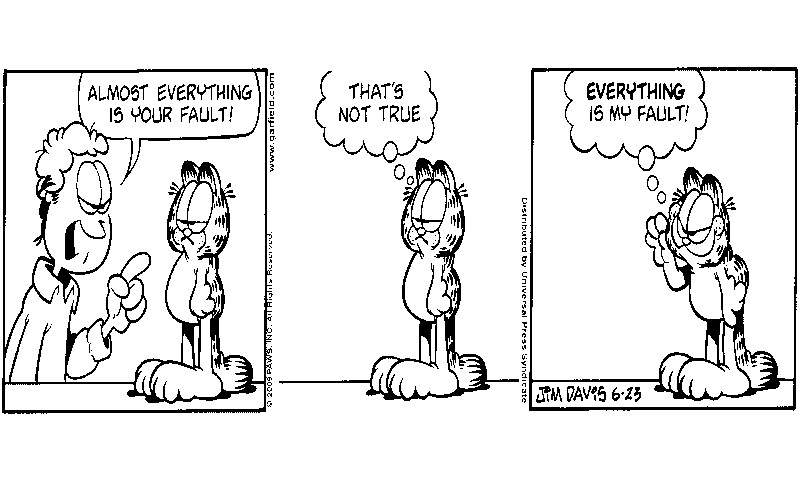 ALMOST EVERYTHING
IS YOUR FAULT!
www.garfield.com
© 2009 PAWS, INC. All Rights Reserved.
THAT'S
NOT TRUE
Distributed by Universal Press Syndicate
EVERYTHING
IS MY FAULT!
JIM DAVIS 6-23